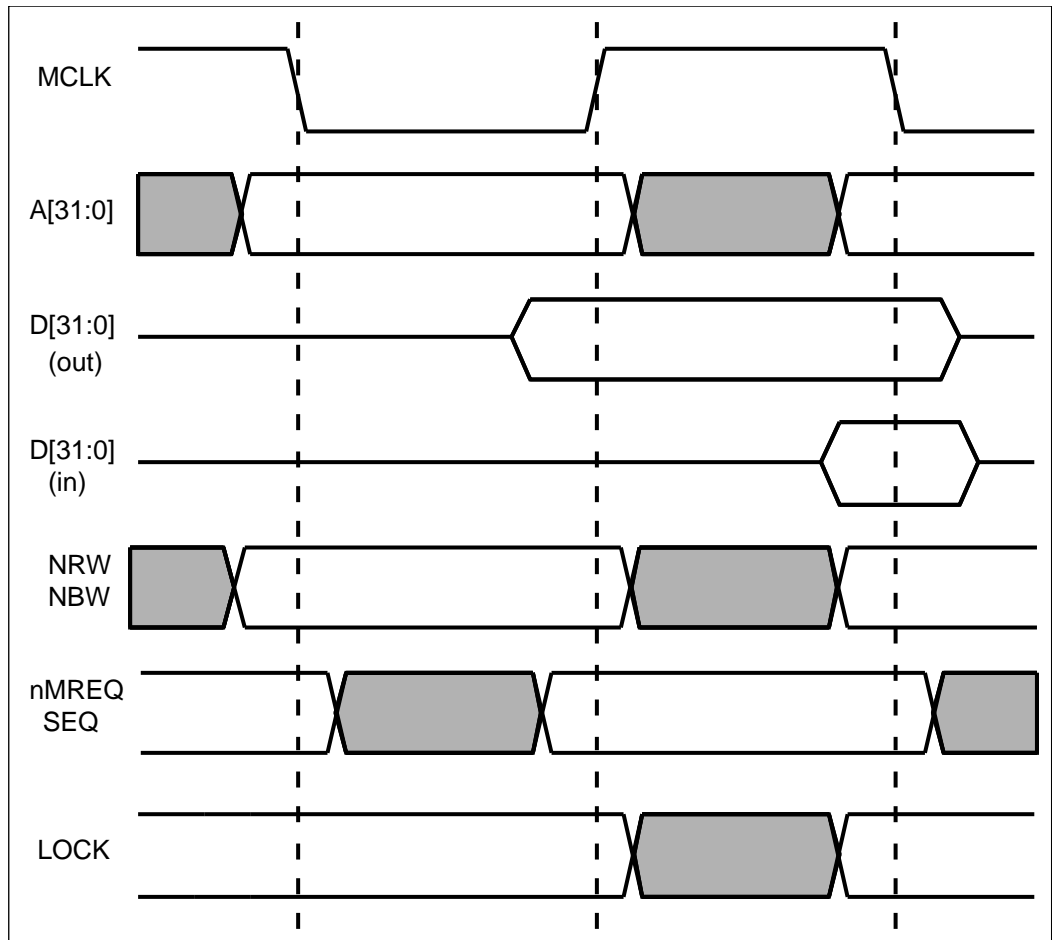 MCLK
A[31:0]
D[31:0]
(out)
D[31:0]
(in)
NRW
NBW
nMREQ
SEQ
LOCK